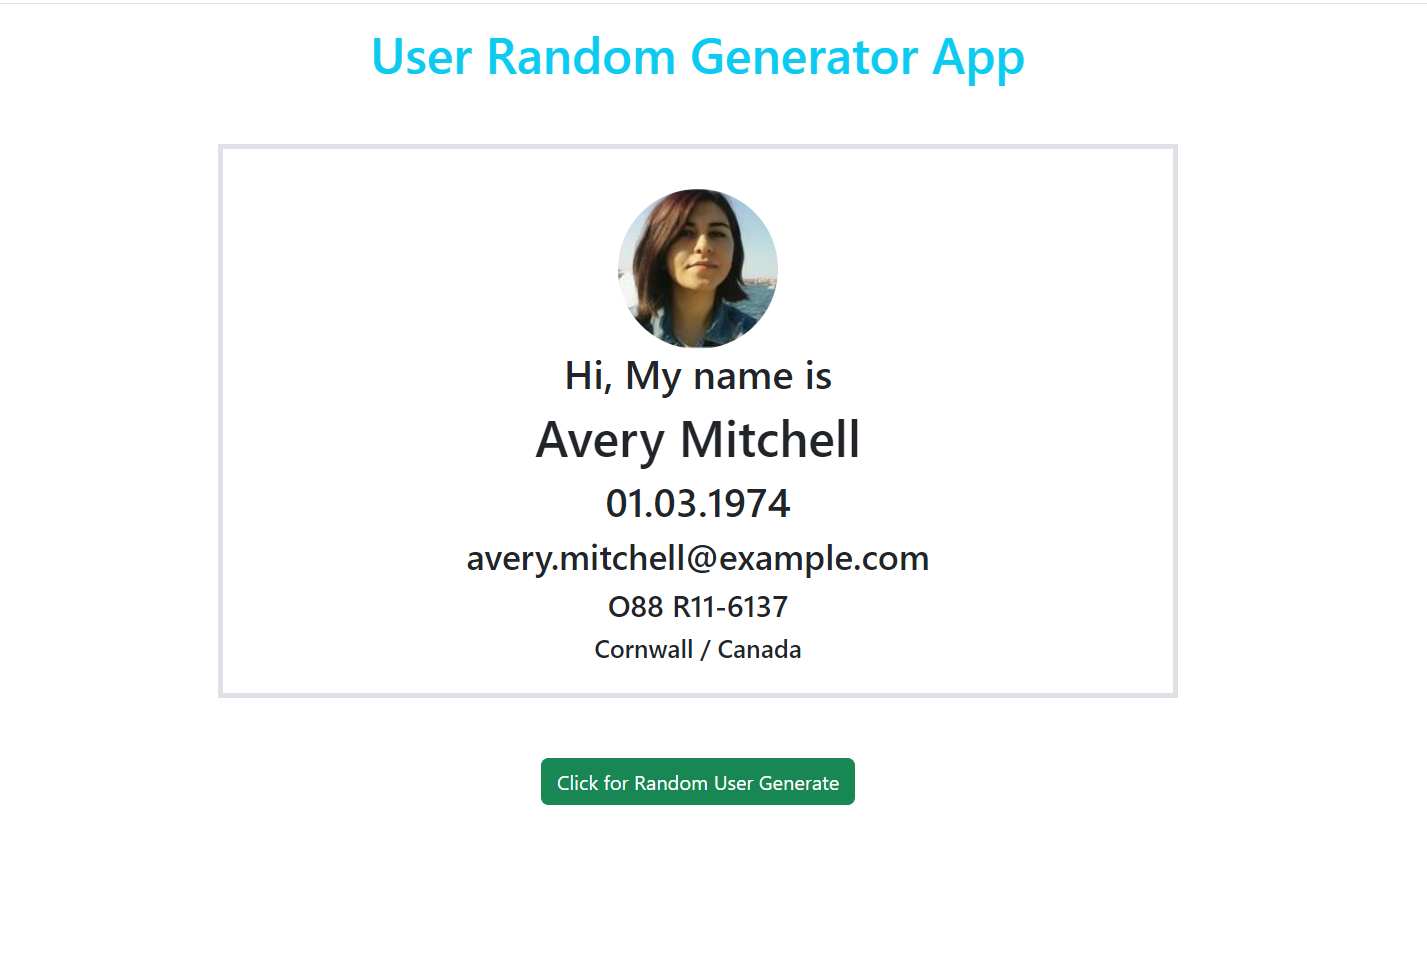 User Random Generator App
Hi, My name is
Avery Mitchell
01.03.1974
avery.mitchell@example.com
O88 R11-6137
Cornwall / Canada
Click for Random User Generate